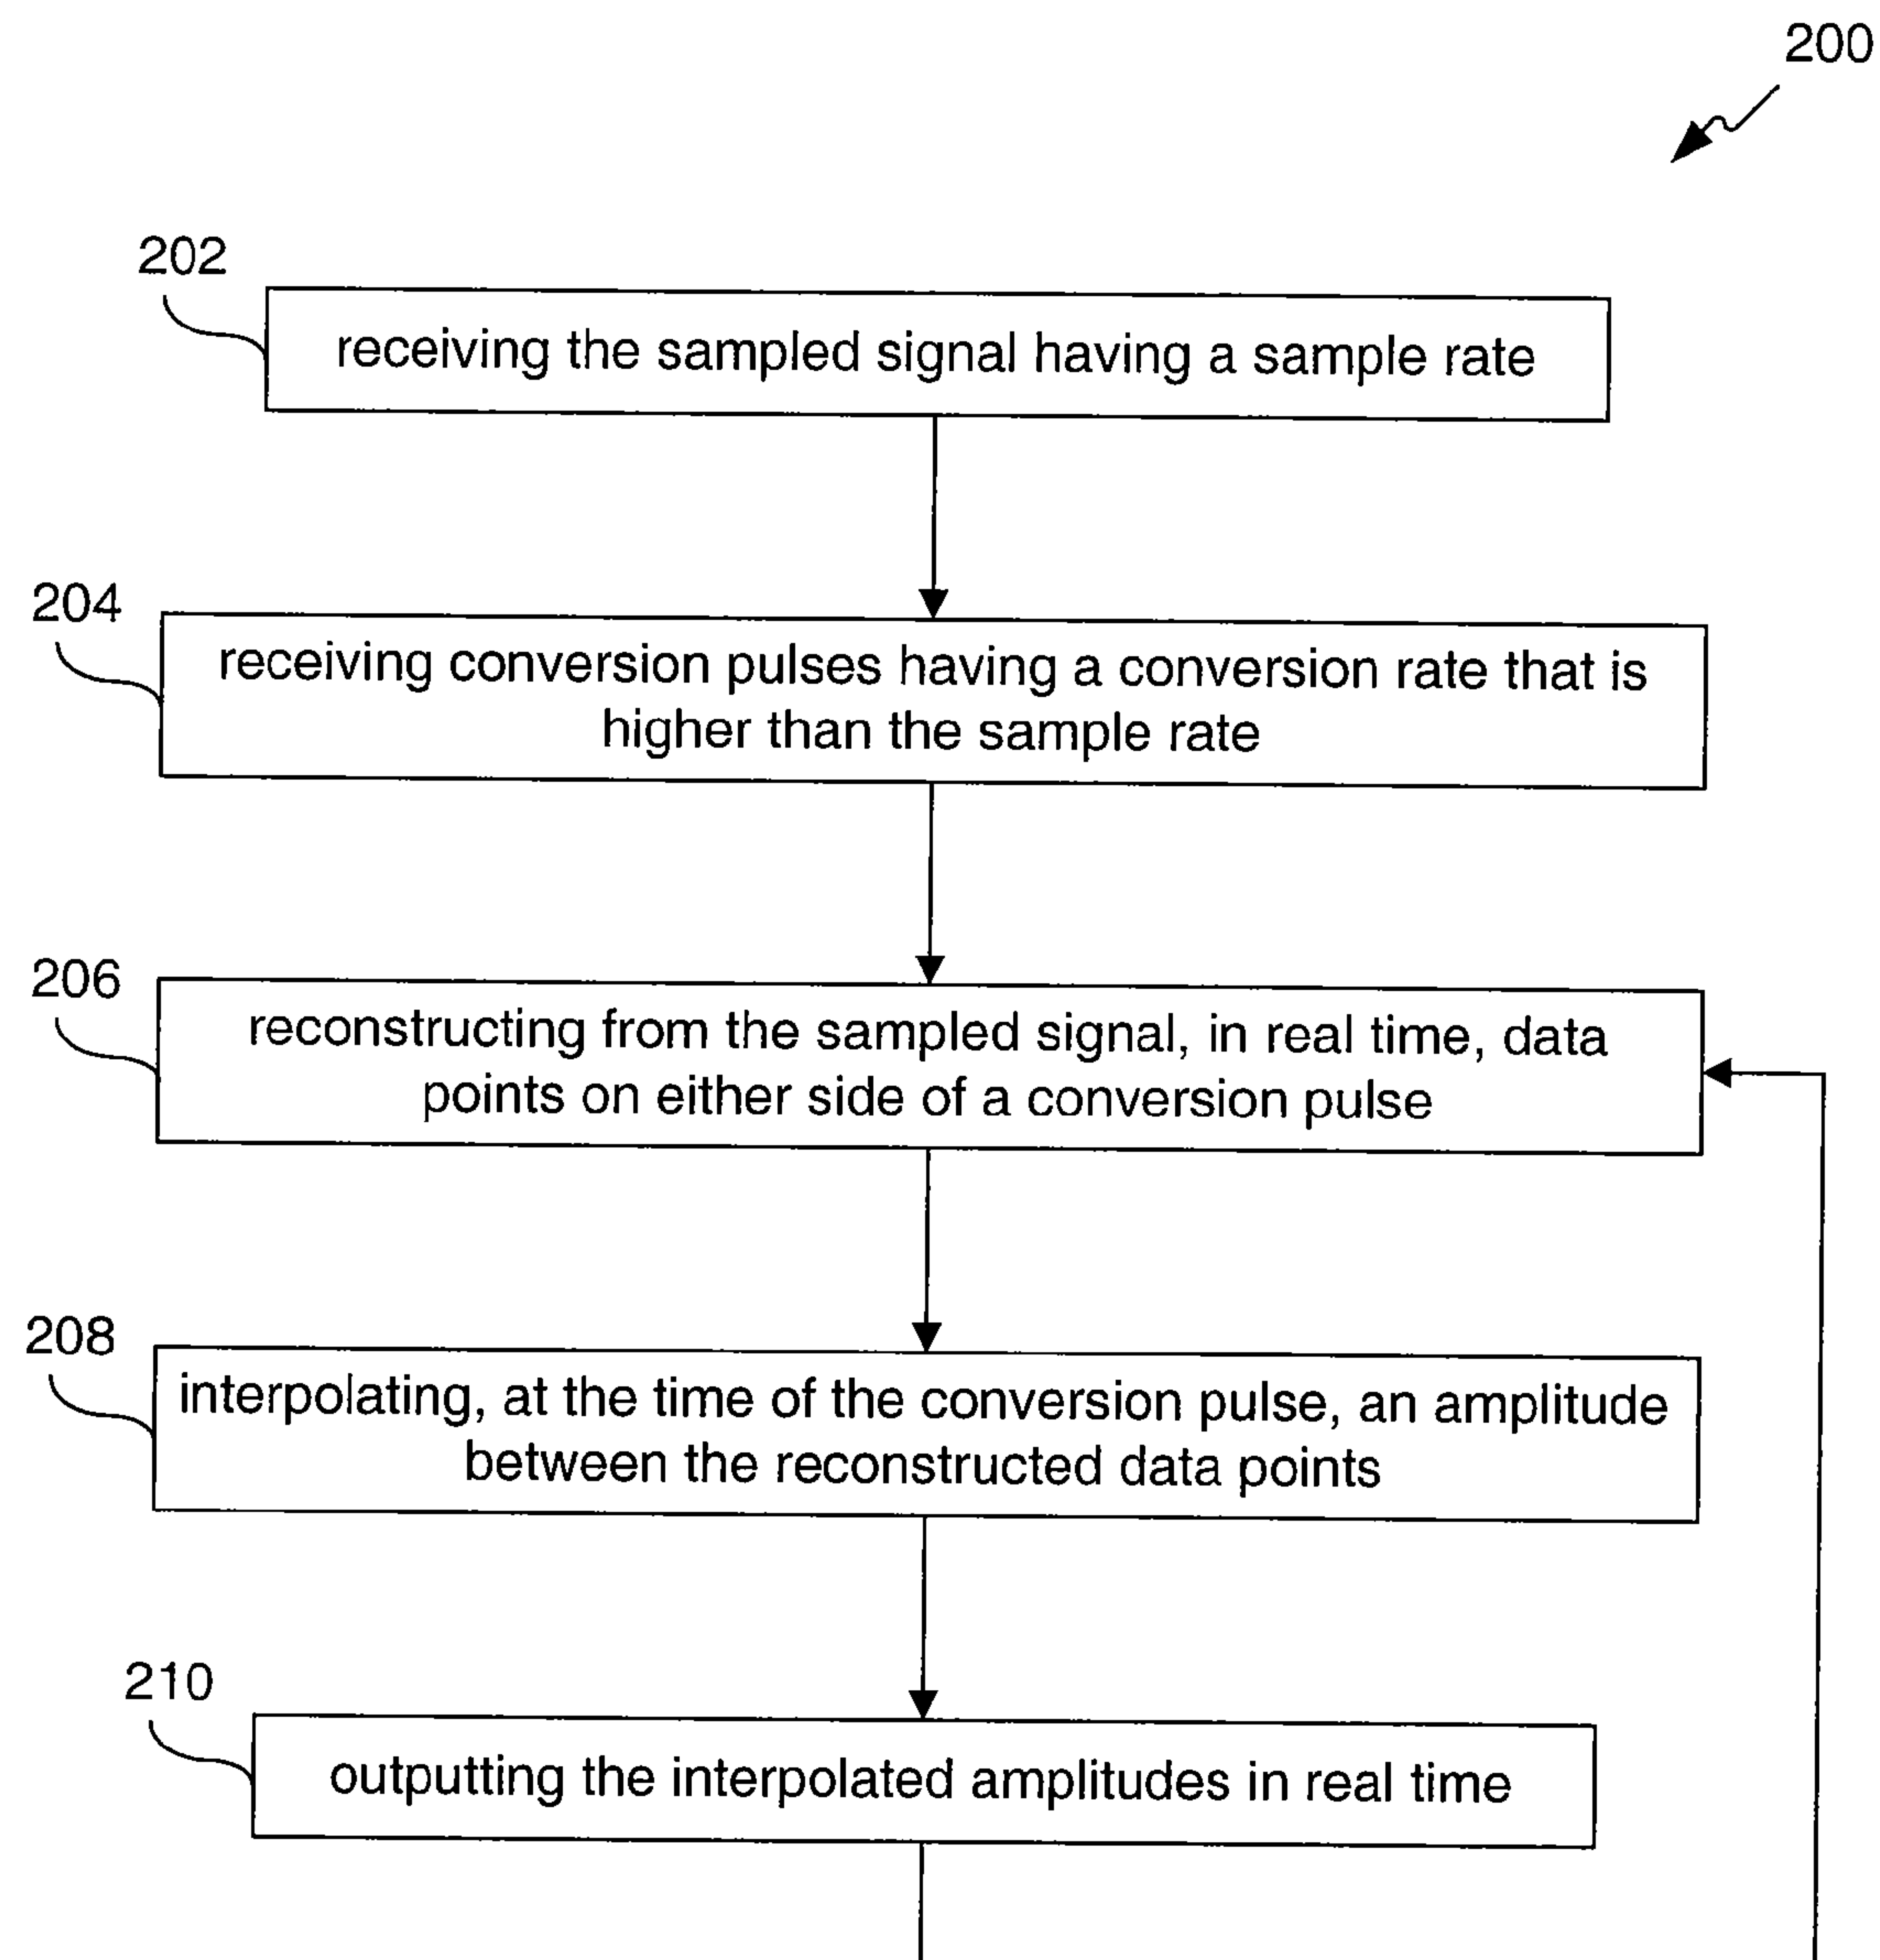 200
202
receiving the sampled signal having a sample rate
204
receiving conversion pulses having a conversion rate that is
higher than the sample rate
206
reconstructing from the sampled signal, in real time, data
points on either side of a conversion pulse
208
interpolating, at the time of the conversion pulse, an amplitude
between the reconstructed data points
210
outputting the interpolated amplitudes in real time